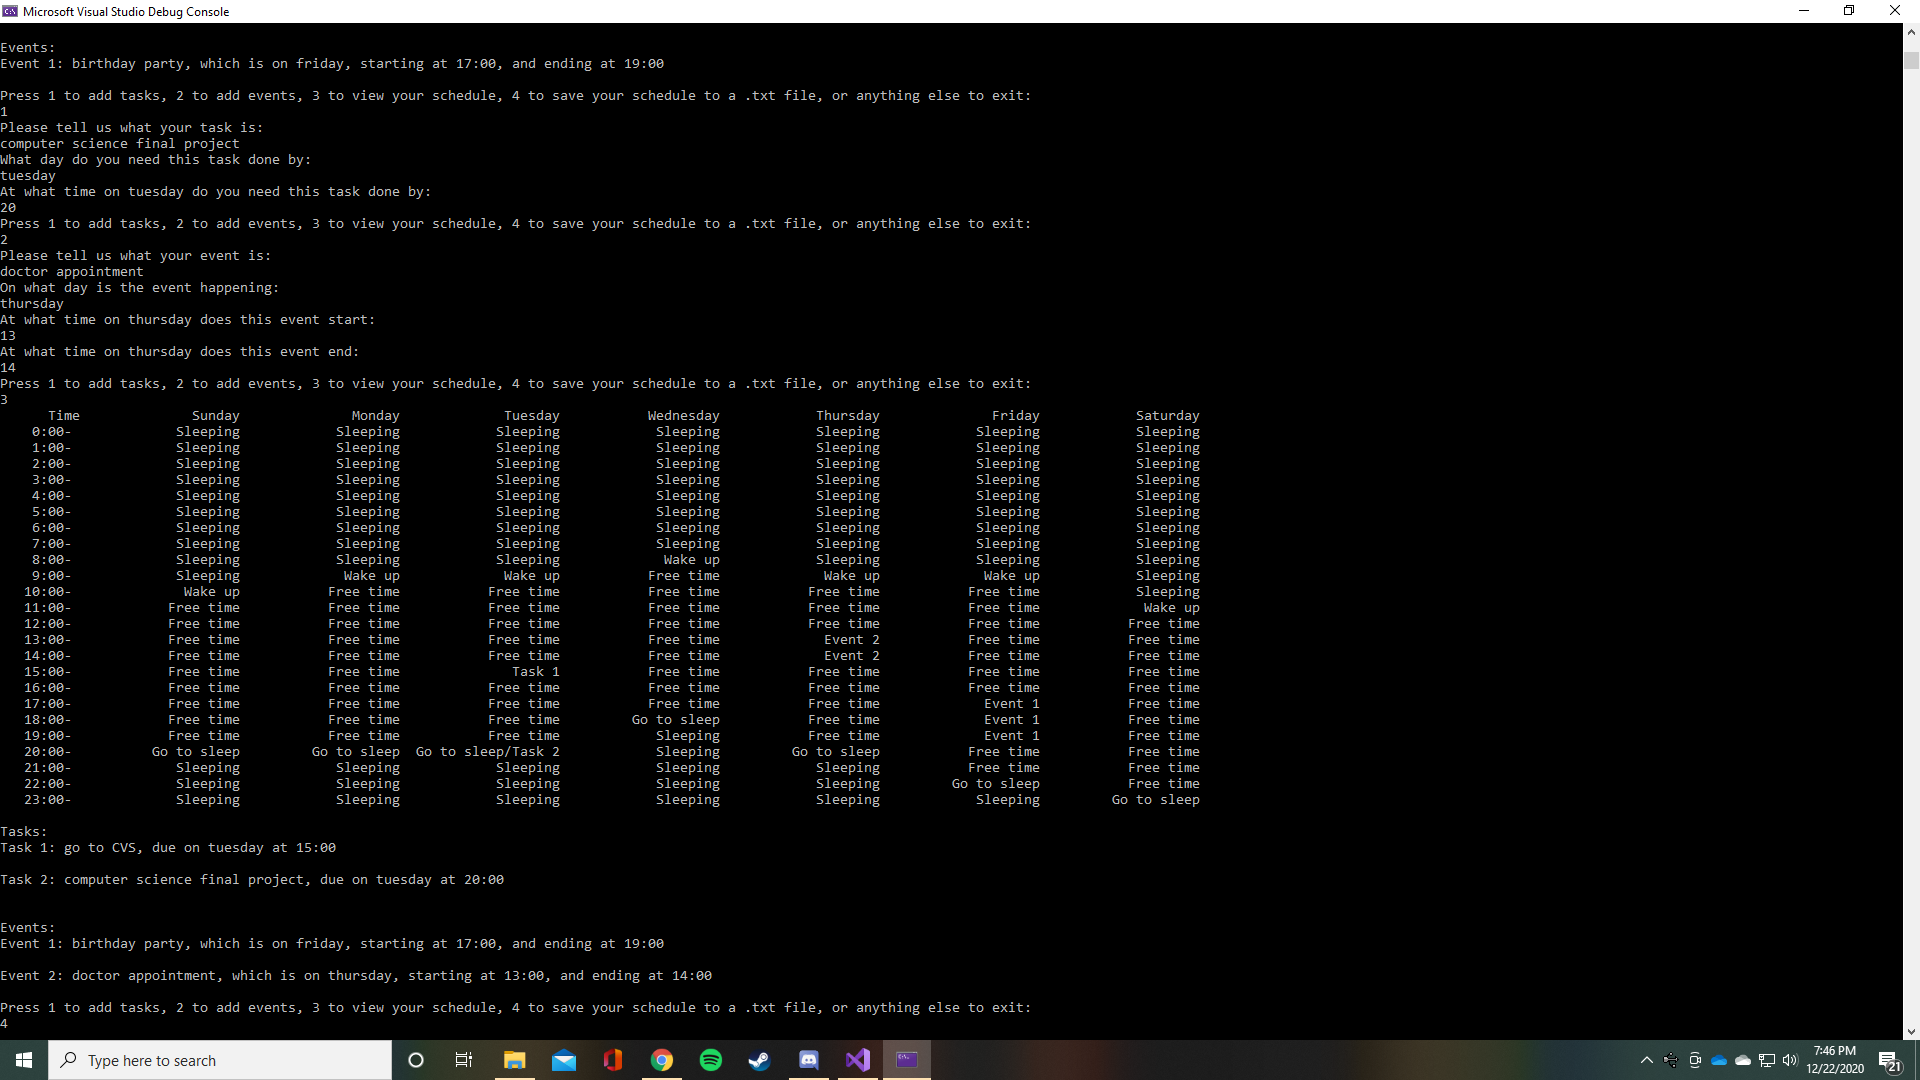 Microsoft Visual Studio Debug Console
Events:
Event 1: birthday party, which is on friday, starting at 17:00, and ending at 19:00
Press 1 to add tasks, 2 to add events, 3 to view your schedule, 4 to save your schedule to a .txt file, or anything else to exit:
1
Please tell us what your task is:
computer science final project
What day do you need this task done by:
tuesday
At what time on tuesday do you need this task done by:
20
Press 1 to add tasks, 2 to add events, 3 to view your schedule, 4 to save your schedule to a .txt file, or anything else to exit:
2
Please tell us what your event is:
doctor appointment
On what day is the event happening:
thursday
At what time on thursday does this event start:
13
At what time on thursday does this event end:
14
Press 1 to add tasks, 2 to add events, 3 to view your schedule, 4 to save your schedule to a .txt file, or anything else to exit:
3
Time Sunday Monday Tuesday Wednesday Thursday Friday Saturday
0:00- Sleeping Sleeping Sleeping Sleeping Sleeping Sleeping Sleeping
1:00- Sleeping Sleeping Sleeping Sleeping Sleeping Sleeping Sleeping
2:00- Sleeping Sleeping Sleeping Sleeping Sleeping Sleeping Sleeping
3:00- Sleeping Sleeping Sleeping Sleeping Sleeping Sleeping Sleeping
4:00- Sleeping Sleeping Sleeping Sleeping Sleeping Sleeping Sleeping
5:00- Sleeping Sleeping Sleeping Sleeping Sleeping Sleeping Sleeping
6:00- Sleeping Sleeping Sleeping Sleeping Sleeping Sleeping Sleeping
7:00- Sleeping Sleeping Sleeping Sleeping Sleeping Sleeping Sleeping
8:00- Sleeping Sleeping Sleeping Wake up Sleeping Sleeping Sleeping
9:00- Sleeping Wake up Wake up Free time Wake up Wake up Sleeping
10:00- Wake up Free time Free time Free time Free time Free time Sleeping
11:00- Free time Free time Free time Free time Free time Free time Wake up
12:00- Free time Free time Free time Free time Free time Free time Free time
13:00- Free time Free time Free time Free time Event 2 Free time Free time
14:00- Free time Free time Free time Free time Event 2 Free time Free time
15:00- Free time Free time Task 1 Free time Free time Free time Free time
16:00- Free time Free time Free time Free time Free time Free time Free time
17:00- Free time Free time Free time Free time Free time Event 1 Free time
18:00- Free time Free time Free time Go to sleep Free time Event 1 Free time
19:00- Free time Free time Free time Sleeping Free time Event 1 Free time
20:00- Go to sleep Go to sleep Go to sleep/Task 2 Sleeping Go to sleep Free time Free time
21:00- Sleeping Sleeping Sleeping Sleeping Sleeping Free time Free time
22:00- Sleeping Sleeping Sleeping Sleeping Sleeping Go to sleep Free time
23:00- Sleeping Sleeping Sleeping Sleeping Sleeping Sleeping Go to sleep
Tasks:
Task 1: go to CVS, due on tuesday at 15:00
Task 2: computer science final project, due on tuesday at 20:00
Events:
Event 1: birthday party, which is on friday, starting at 17:00, and ending at 19:00
Event 2: doctor appointment, which is on thursday, starting at 13:00, and ending at 14:00
Press 1 to add tasks, 2 to add events, 3 to view your schedule, 4 to save your schedule to a .txt file, or anything else to exit:
4
Type here to search
7:46 PM
12/22/2020
21